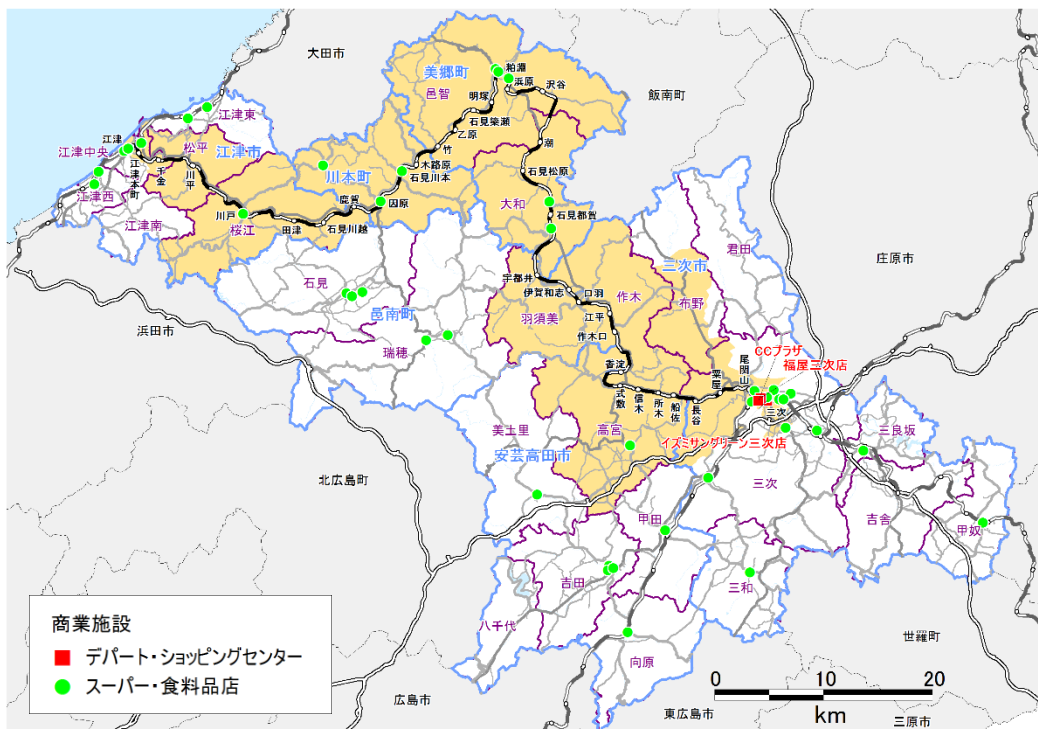 大田市
美郷町
粕淵
浜原
沢谷
邑智
明塚
石見簗瀬
飯南町
乙原
竹
潮
江津東
江津
松平
江津市
江津中央
江津本町
千金
川平
木路原
石見川本
石見松原
川本町
江津西
鹿賀
因原
大和
石見都賀
江津南
川戸
桜江
田津
石見川越
君田
庄原市
三次市
宇都井
伊賀和志
口羽
作木
布野
石見
羽須美
江平
作木口
邑南町
浜田市
瑞穂
尾関山
CCプラザ
福屋三次店
粟屋
香淀
式敷
信木
所木
船佐
長谷
三次
三良坂
美土里
高宮
イズミサングリーン三次店
安芸高田市
北広島町
三次
吉舎
甲奴
甲田
吉田
三和
八千代
向原
世羅町
広島市
東広島市
三原市
商業施設
デパート・ショッピングセンター
スーパー・食料品店
0 10 20
km